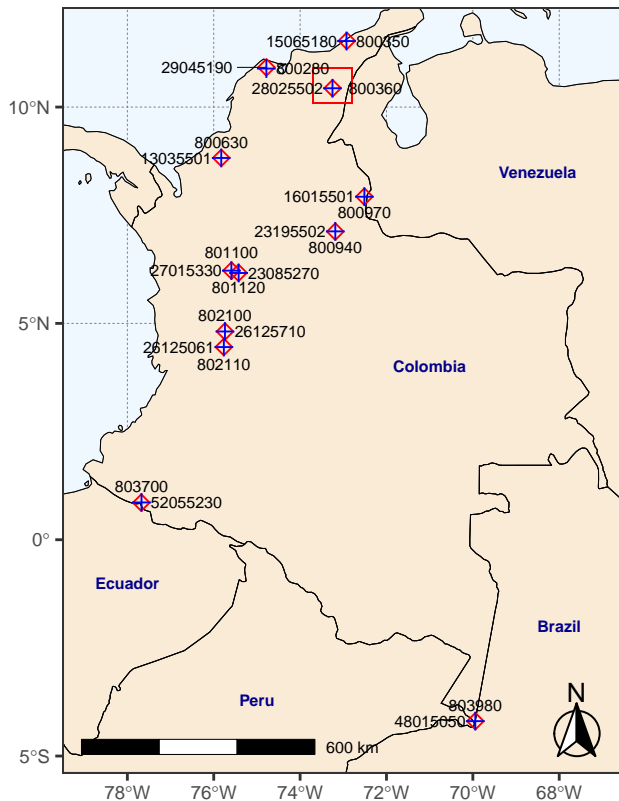 15065180 800350
29045190 800280
28025502 800360
10°N
800630
13035501
Venezuela
16015501
800970
23195502
800940
801100
27015330 23085270
801120
5°N
802100
26125710
26125061
802110
Colombia
803700
52055230
0°
Ecuador
Brazil
Peru
803980
48015050
N
600 km
5°S
78°W 76°W 74°W 72°W 70°W 68°W